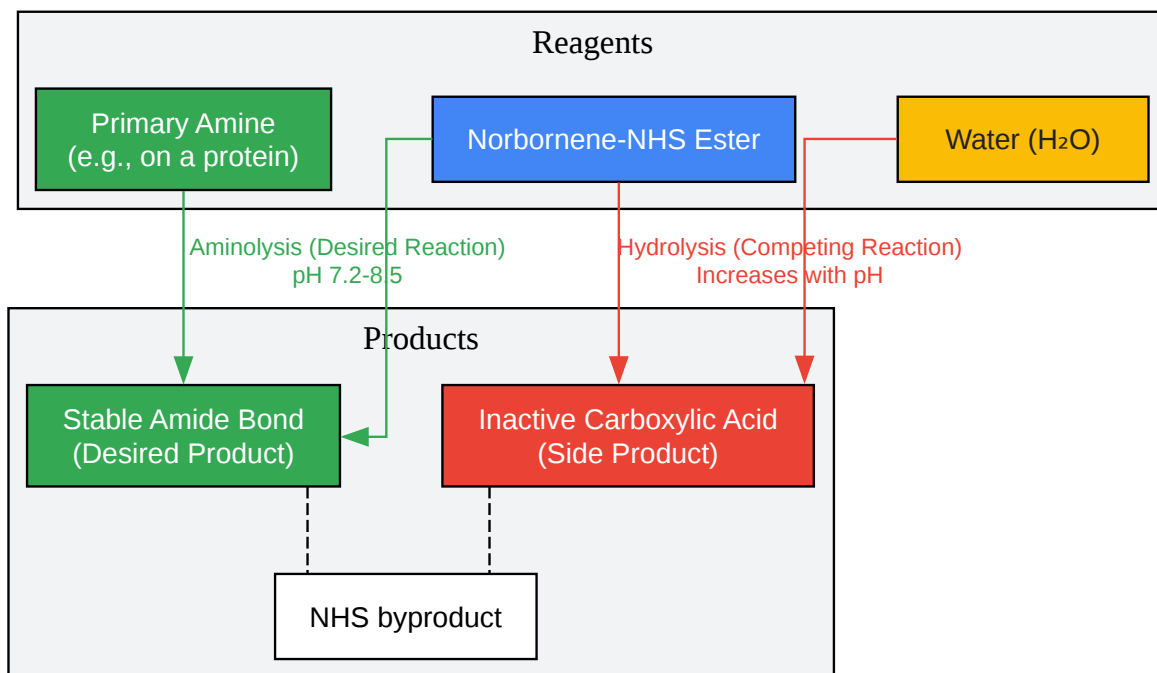 Reagents
Primary Amine
(e.g., on a protein)
Norbornene-NHS Ester
Water (H₂O)
Aminolysis (Desired Reaction)
pH 7.2-8.5
Hydrolysis (Competing Reaction)
Increases with pH
Products
Stable Amide Bond
(Desired Product)
Inactive Carboxylic Acid
(Side Product)
NHS byproduct